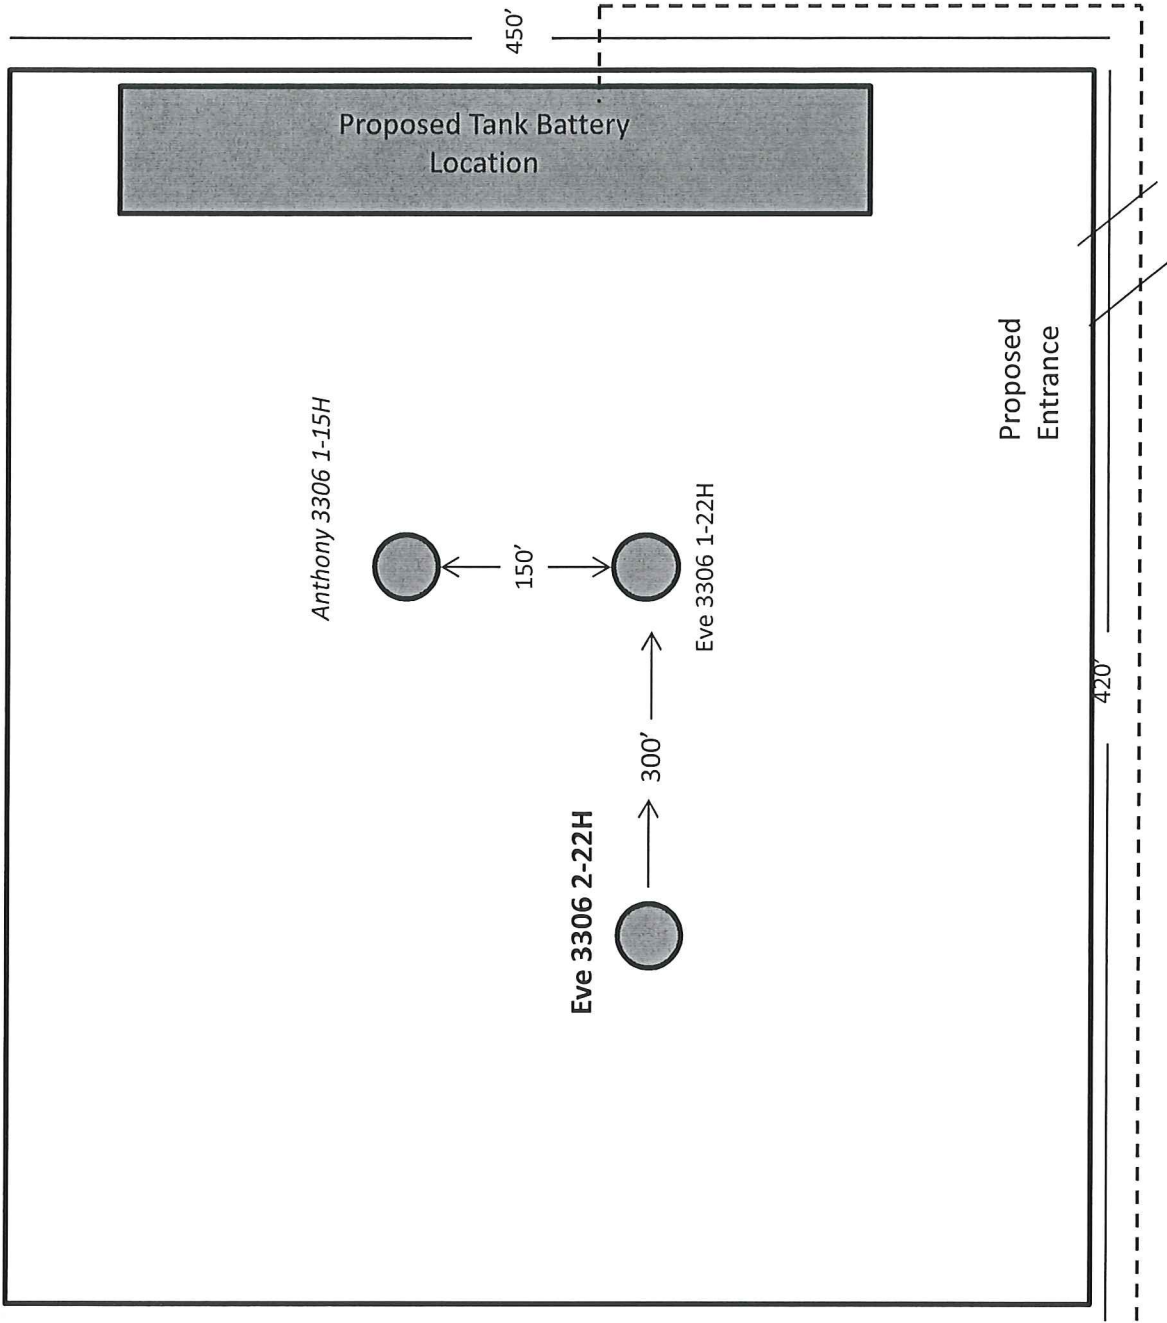 450'
Proposed Tank Battery
Location
Anthony 3306 1-15H
Proposed
Entrance
150'
Eve 3306 1-22H
420'
300'
Eve 3306 2-22H